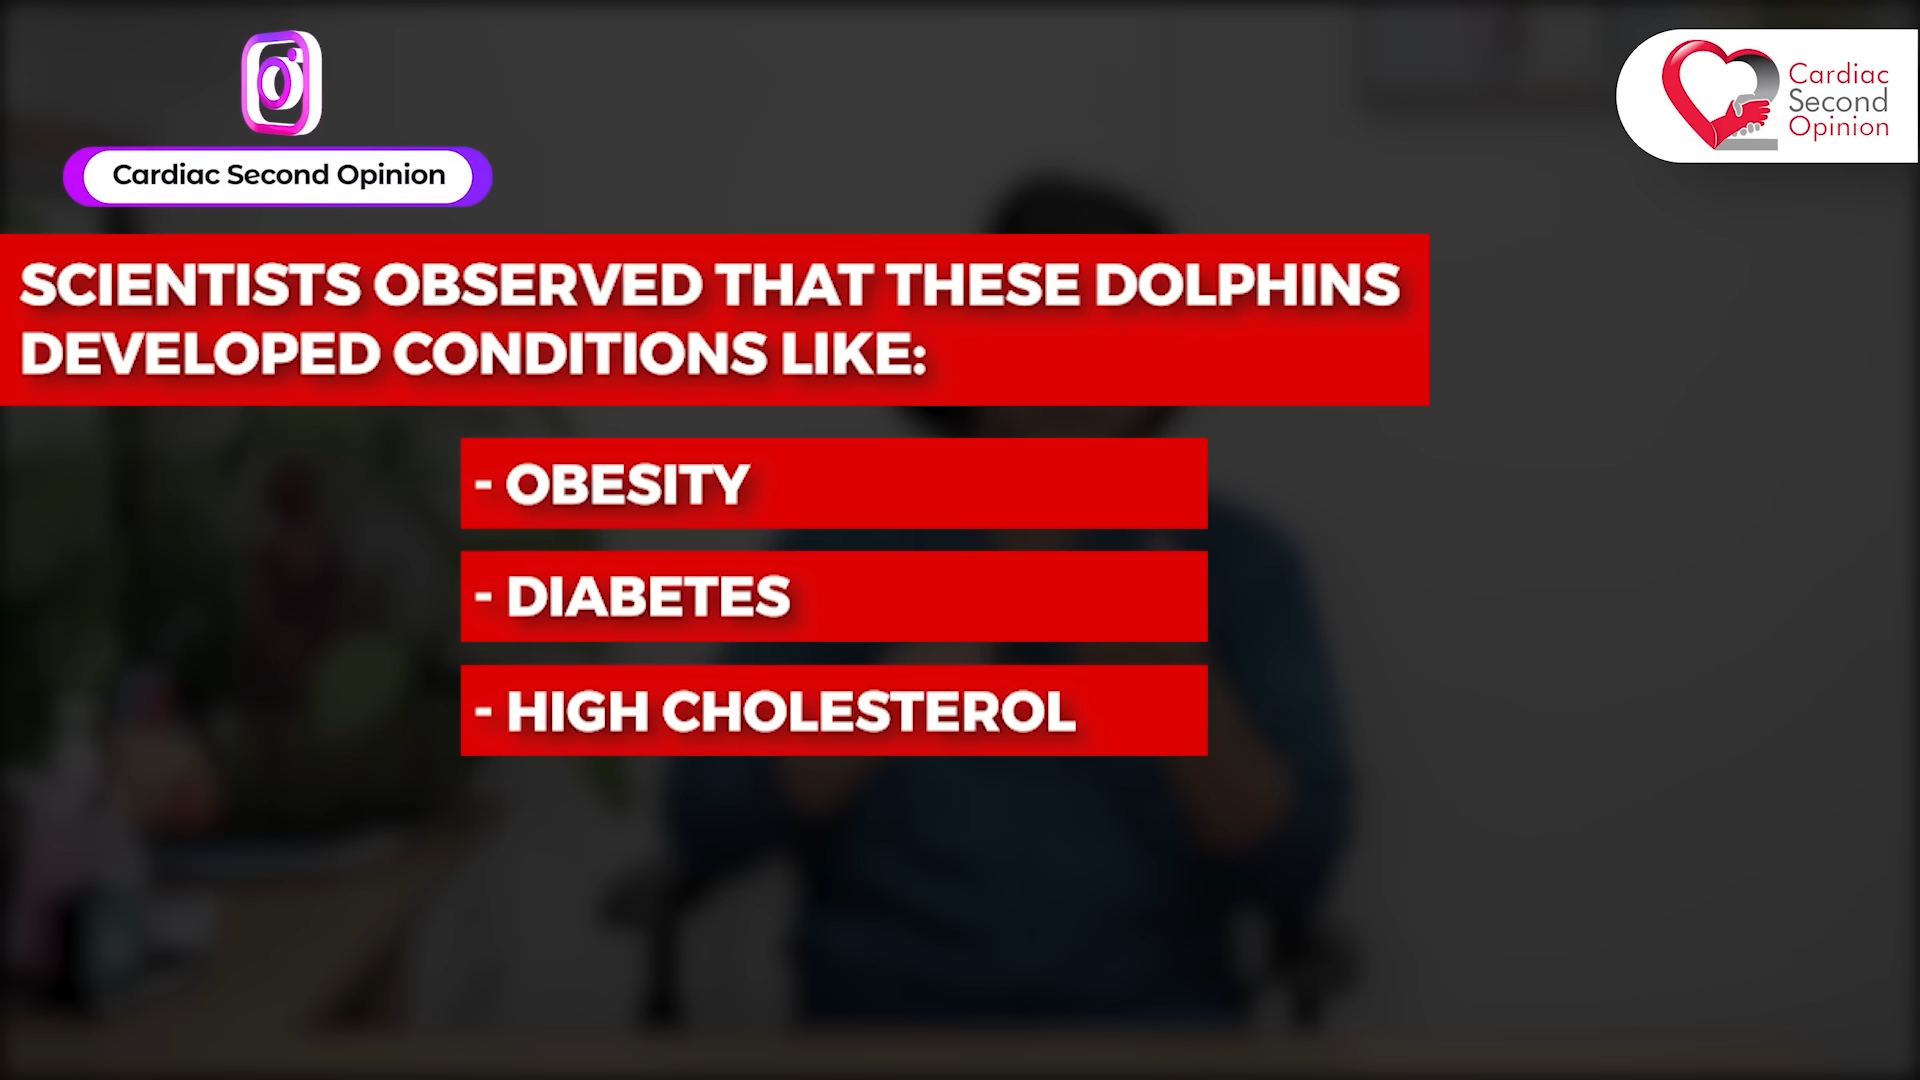 Cardiac Second Opinion
Cardiac
Second
Opinion
SCIENTISTS OBSERVED THAT THESE DOLPHINS
DEVELOPED CONDITIONS LIKE:
- OBESITY
- DIABETES
- HIGH CHOLESTEROL